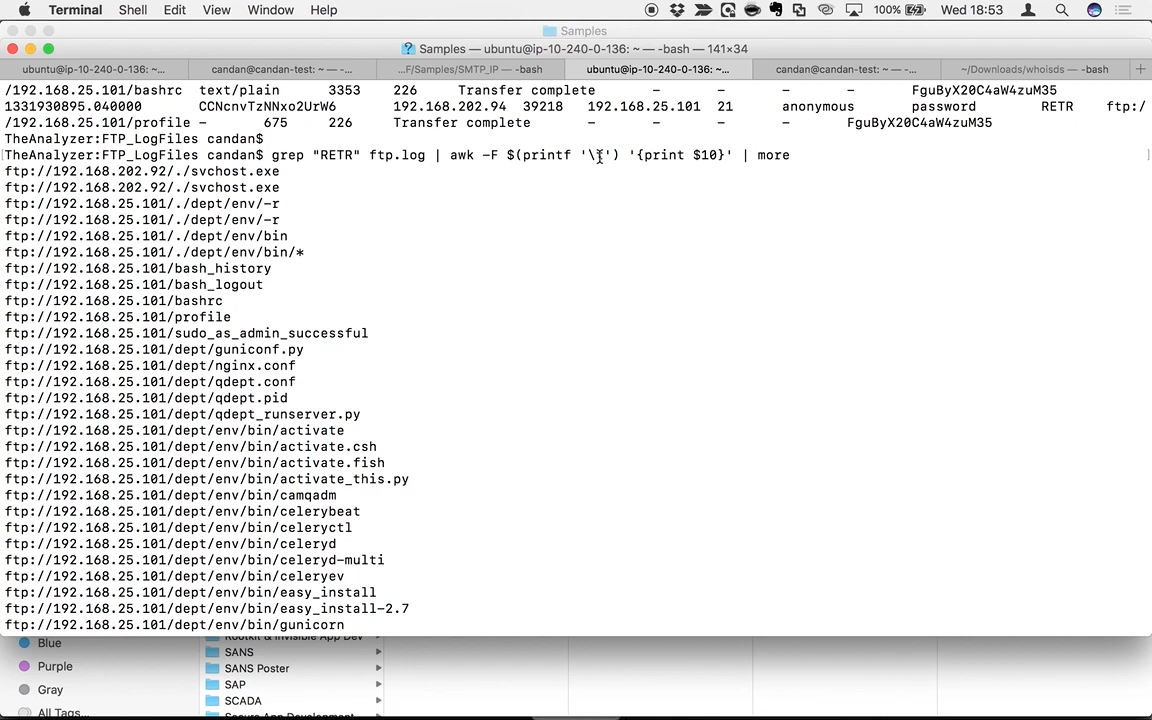 Terminal Shell Edit View Window Help 100% Wed 18:53
Samples
Samples — ubuntu@ip-10-240-0-136: ~ — -bash — 141×34
ubuntu@ip-10-240-0-136: ~... candan@candan-test: ~ — -... ...F/Samples/SMTP_IP — -bash ubuntu@ip-10-240-0-136: ~... candan@candan-test: ~ — -... ~/Downloads/whoisds — -bash +
/192.168.25.101/bashrc text/plain 3353 226 Transfer complete - - - - FguByX20C4aW4zuM35
1331930895.040000 CCNcnvTzNNxo2UrW6 192.168.202.94 39218 192.168.25.101 21 anonymous password RETR ftp:/
/192.168.25.101/profile - 675 226 Transfer complete - - - - FguByX20C4aW4zuM35
TheAnalyzer:FTP_LogFiles candan$
TheAnalyzer:FTP_LogFiles candan$ grep "RETR" ftp.log | awk -F $(printf '\t') '{print $10}' | more
ftp://192.168.202.92/./svchost.exe
ftp://192.168.202.92/./svchost.exe
ftp://192.168.25.101/./dept/env/-r
ftp://192.168.25.101/./dept/env/-r
ftp://192.168.25.101/./dept/env/bin
ftp://192.168.25.101/./dept/env/bin/*
ftp://192.168.25.101/bash_history
ftp://192.168.25.101/bash_logout
ftp://192.168.25.101/bashrc
ftp://192.168.25.101/profile
ftp://192.168.25.101/sudo_as_admin_successful
ftp://192.168.25.101/dept/guniconf.py
ftp://192.168.25.101/dept/nginx.conf
ftp://192.168.25.101/dept/qdept.conf
ftp://192.168.25.101/dept/qdept.pid
ftp://192.168.25.101/dept/qdept_runserver.py
ftp://192.168.25.101/dept/env/bin/activate
ftp://192.168.25.101/dept/env/bin/activate.csh
ftp://192.168.25.101/dept/env/bin/activate.fish
ftp://192.168.25.101/dept/env/bin/activate_this.py
ftp://192.168.25.101/dept/env/bin/camqadm
ftp://192.168.25.101/dept/env/bin/celerybeat
ftp://192.168.25.101/dept/env/bin/celeryctl
ftp://192.168.25.101/dept/env/bin/celeryd
ftp://192.168.25.101/dept/env/bin/celeryd-multi
ftp://192.168.25.101/dept/env/bin/celeryev
ftp://192.168.25.101/dept/env/bin/easy_install
ftp://192.168.25.101/dept/env/bin/easy_install-2.7
ftp://192.168.25.101/dept/env/bin/gunicorn
Rootkit & Invisible App Dev
Blue
SANS
Purple
SANS Poster
Gray
SAP
SCADA
All Tags...
Secure App Development